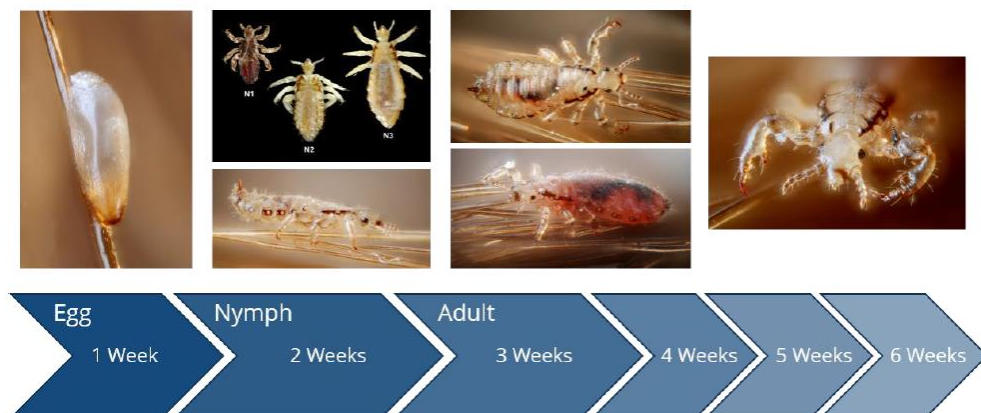 N1
N2
N3
Egg
1 Week
Nymph
2 Weeks
Adult
3 Weeks
4 Weeks
5 Weeks
6 Weeks